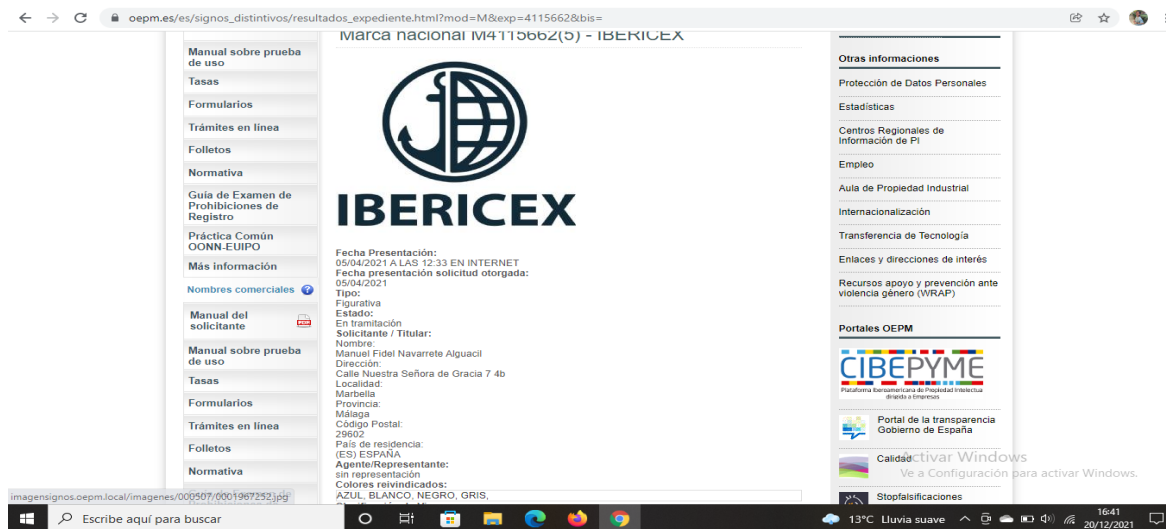 oepm.es/es/signos_distintivos/resultados_expediente.html?mod=M&exp=4115662&bis=
Manual sobre prueba
de uso
Tasas
Formularios
Trámites en línea
Folletos
Normativa
Guía de Examen de
Prohibiciones de
Registro
Práctica Común
OONN-EUIPO
Más información
Nombres comerciales ?
Manual del
solicitante
Manual sobre prueba
de uso
Tasas
Formularios
Trámites en línea
Folletos
Normativa
imagensignos.oepm.local/imagenes/000507/0001967252.jpg
Marca nacional M4115662(5) - IBERICEX
IBERICEX
Fecha Presentación:
05/04/2021 A LAS 12:33 EN INTERNET
Fecha presentación solicitud otorgada:
05/04/2021
Tipo:
Figurativa
Estado:
En tramitación
Solicitante / Titular:
Nombre:
Manuel Fidel Navarrete Alguacil
Dirección:
Calle Nuestra Señora de Gracia 7 4b
Localidad:
Marbella
Provincia:
Málaga
Código Postal:
29602
País de residencia:
(ES) ESPAÑA
Agente/Representante:
sin representación
Colores reivindicados:
AZUL, BLANCO, NEGRO, GRIS,
Otras informaciones
Protección de Datos Personales
Estadísticas
Centros Regionales de
Información de PI
Empleo
Aula de Propiedad Industrial
Internacionalización
Transferencia de Tecnología
Enlaces y direcciones de interés
Recursos apoyo y prevención ante
violencia género (WRAP)
Portales OEPM
CIBEPYME
Plataforma Iberoamericana de Propiedad Intelectual
dirigida a Empresas
Portal de la transparencia
Gobierno de España
Calidad
Stopfalsificaciones
Activar Windows
Ve a Configuración para activar Windows.
Escribe aquí para buscar
13°C Lluvia suave
16:41
20/12/2021